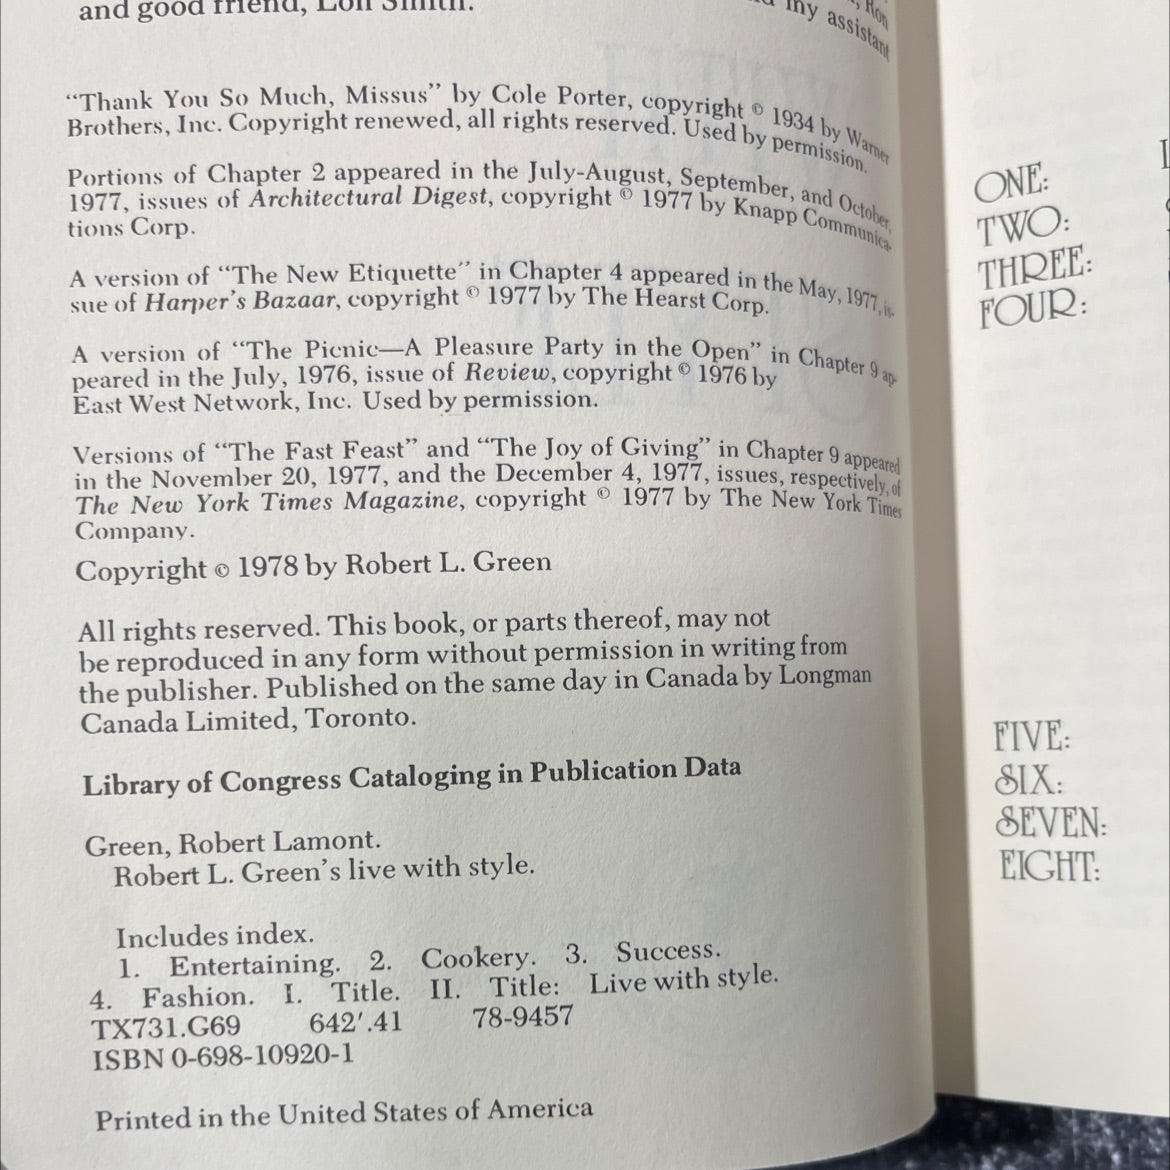 and good friend, Lon Smith.
Ron
my assistant
“Thank You So Much, Missus” by Cole Porter, copyright © 1934 by Warner
Brothers, Inc. Copyright renewed, all rights reserved. Used by permission.
Portions of Chapter 2 appeared in the July-August, September, and October,
1977, issues of Architectural Digest, copyright © 1977 by Knapp Communica-
tions Corp.
A version of “The New Etiquette” in Chapter 4 appeared in the May, 1977, is-
sue of Harper’s Bazaar, copyright © 1977 by The Hearst Corp.
A version of “The Picnic—A Pleasure Party in the Open” in Chapter 9 ap-
peared in the July, 1976, issue of Review, copyright © 1976 by
East West Network, Inc. Used by permission.
Versions of “The Fast Feast” and “The Joy of Giving” in Chapter 9 appeared
in the November 20, 1977, and the December 4, 1977, issues, respectively, of
The New York Times Magazine, copyright © 1977 by The New York Times
Company.
Copyright © 1978 by Robert L. Green
All rights reserved. This book, or parts thereof, may not
be reproduced in any form without permission in writing from
the publisher. Published on the same day in Canada by Longman
Canada Limited, Toronto.
Library of Congress Cataloging in Publication Data
Green, Robert Lamont.
Robert L. Green’s live with style.
Includes index.
1. Entertaining. 2. Cookery. 3. Success.
4. Fashion. I. Title. II. Title: Live with style.
TX731.G69 642′.41 78-9457
ISBN 0-698-10920-1
Printed in the United States of America
ONE:
TWO:
THREE:
FOUR:
FIVE:
SIX:
SEVEN:
EIGHT: